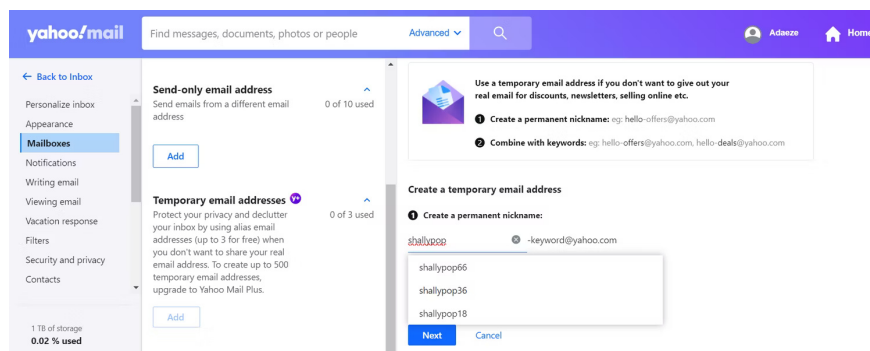 yahoo!mail
Find messages, documents, photos or people
Advanced
Adaeze
Home
Back to Inbox
Personalize inbox
Appearance
Mailboxes
Notifications
Writing email
Viewing email
Vacation response
Filters
Security and privacy
Contacts
1 TB of storage
0.02 % used
Send-only email address
Send emails from a different email
address
0 of 10 used
Add
Temporary email addresses Y+
Protect your privacy and declutter
your inbox by using alias email
addresses (up to 3 for free) when
you don't want to share your real
email address. To create up to 500
temporary email addresses,
upgrade to Yahoo Mail Plus.
0 of 3 used
Add
Use a temporary email address if you don't want to give out your
real email for discounts, newsletters, selling online etc.
1 Create a permanent nickname: eg: hello-offers@yahoo.com
2 Combine with keywords: eg: hello-offers@yahoo.com, hello-deals@yahoo.com
Create a temporary email address
1 Create a permanent nickname:
shallypop -keyword@yahoo.com
shallypop66
shallypop36
shallypop18
Next
Cancel